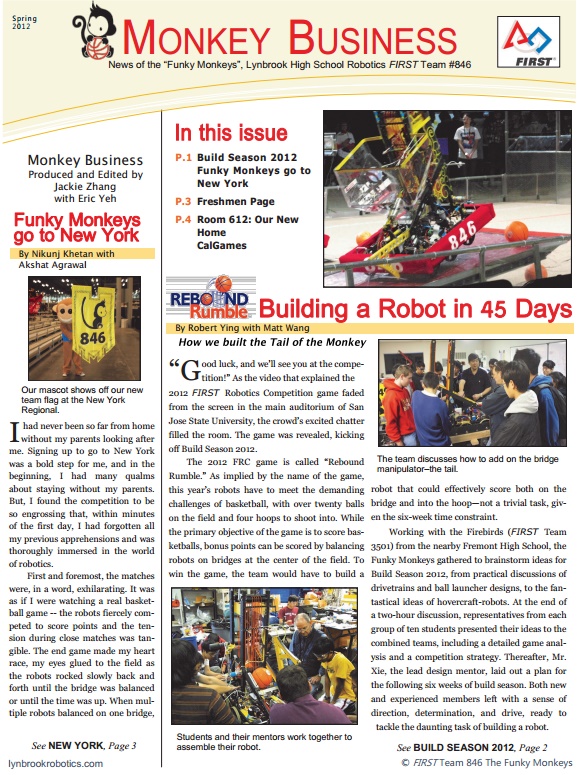 Spring
2012
MONKEY BUSINESS
News of the “Funky Monkeys”, Lynbrook High School Robotics FIRST Team #846
FIRST
Monkey Business
Produced and Edited by
Jackie Zhang
with Eric Yeh
Funky Monkeys
go to New York
By Nikunj Khetan with
Akshat Agrawal
846
Our mascot shows off our new
team flag at the New York
Regional.
I had never been so far from home
without my parents looking after
me. Signing up to go to New York
was a bold step for me, and in the
beginning, I had many qualms
about staying without my parents.
But, I found the competition to be
so engrossing that, within minutes
of the first day, I had forgotten all
my previous apprehensions and was
thoroughly immersed in the world
of robotics.
First and foremost, the matches
were, in a word, exhilarating. It was
as if I were watching a real basket-
ball game -- the robots fiercely com-
peted to score points and the ten-
sion during close matches was tan-
gible. The end game made my heart
race, my eyes glued to the field as
the robots rocked slowly back and
forth until the bridge was balanced
or until the time was up. When mul-
tiple robots balanced on one bridge,
See NEW YORK, Page 3
In this issue
P.1 Build Season 2012
Funky Monkeys go to
New York
P.3 Freshmen Page
P.4 Room 612: Our New
Home
CalGames
846
REBOUND
Rumble
Building a Robot in 45 Days
By Robert Ying with Matt Wang
How we built the Tail of the Monkey
“Good luck, and we’ll see you at the compe-
tition!” As the video that explained the
2012 FIRST Robotics Competition game faded
from the screen in the main auditorium of San
Jose State University, the crowd’s excited chatter
filled the room. The game was revealed, kicking
off Build Season 2012.
The 2012 FRC game is called “Rebound
Rumble.” As implied by the name of the game,
this year’s robots have to meet the demanding
challenges of basketball, with over twenty balls
on the field and four hoops to shoot into. While
the primary objective of the game is to score bas-
ketballs, bonus points can be scored by balancing
robots on bridges at the center of the field. To
win the game, the team would have to build a
Students and their mentors work together to
assemble their robot.
The team discusses how to add on the bridge
manipulator–the tail.
robot that could effectively score both on the
bridge and into the hoop—not a trivial task, giv-
en the six-week time constraint.
Working with the Firebirds (FIRST Team
3501) from the nearby Fremont High School, the
Funky Monkeys gathered to brainstorm ideas for
Build Season 2012, from practical discussions of
drivetrains and ball launcher designs, to the fan-
tastical ideas of hovercraft-robots. At the end of
a two-hour discussion, representatives from each
group of ten students presented their ideas to the
combined teams, including a detailed game anal-
ysis and a competition strategy. Thereafter, Mr.
Xie, the lead design mentor, laid out a plan for
the following six weeks of build season. Both new
and experienced members left with a sense of
direction, determination, and drive, ready to
tackle the daunting task of building a robot.
See BUILD SEASON 2012, Page 2
lynbrookrobotics.com
© FIRST Team 846 The Funky Monkeys